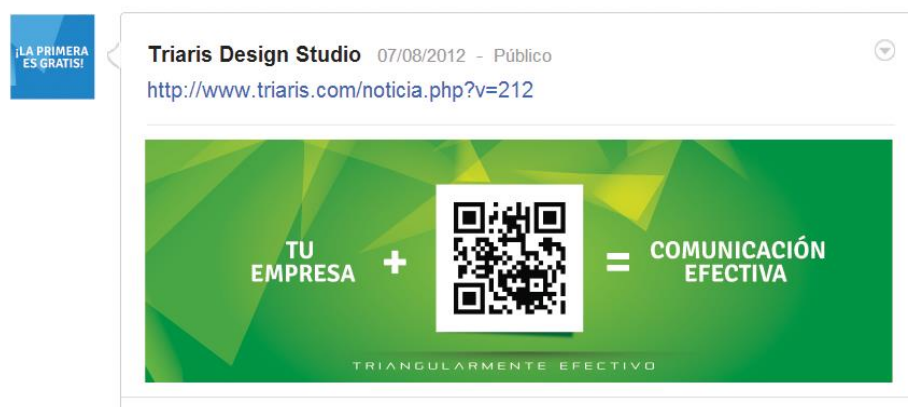 ¡LA PRIMERA
ES GRATIS!
Triaris Design Studio 07/08/2012 - Público
http://www.triaris.com/noticia.php?v=212
TU
EMPRESA + = COMUNICACIÓN
EFECTIVA
TRIANGULARMENTE EFECTIVO